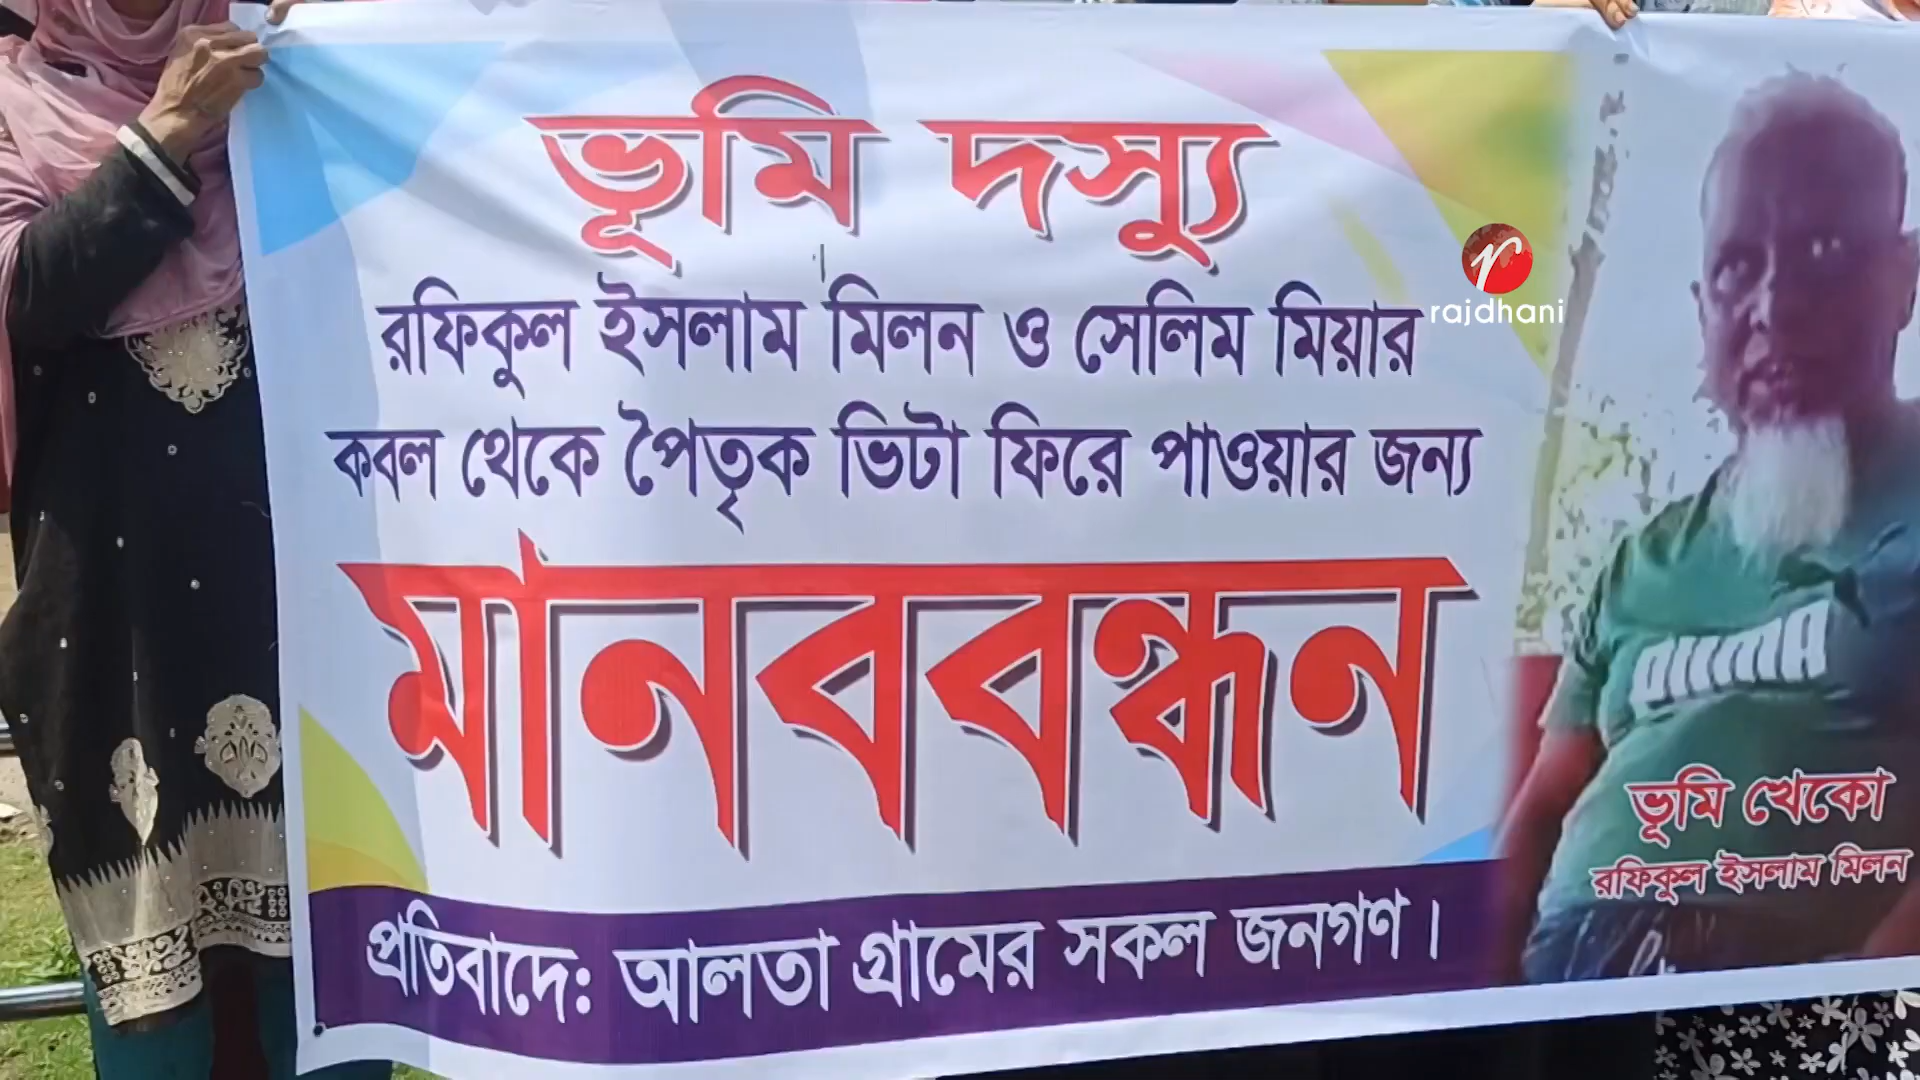 ভূমি দস্যু
রফিকুল ইসলাম মিলন ও সেলিম মিয়ার
কবল থেকে পৈতৃক ভিটা ফিরে পাওয়ার জন্য
মানববন্ধন
প্রতিবাদে: আলতা গ্রামের সকল জনগণ।
r
rajdhani
PUMA
ভূমি খেকো
রফিকুল ইসলাম মিলন